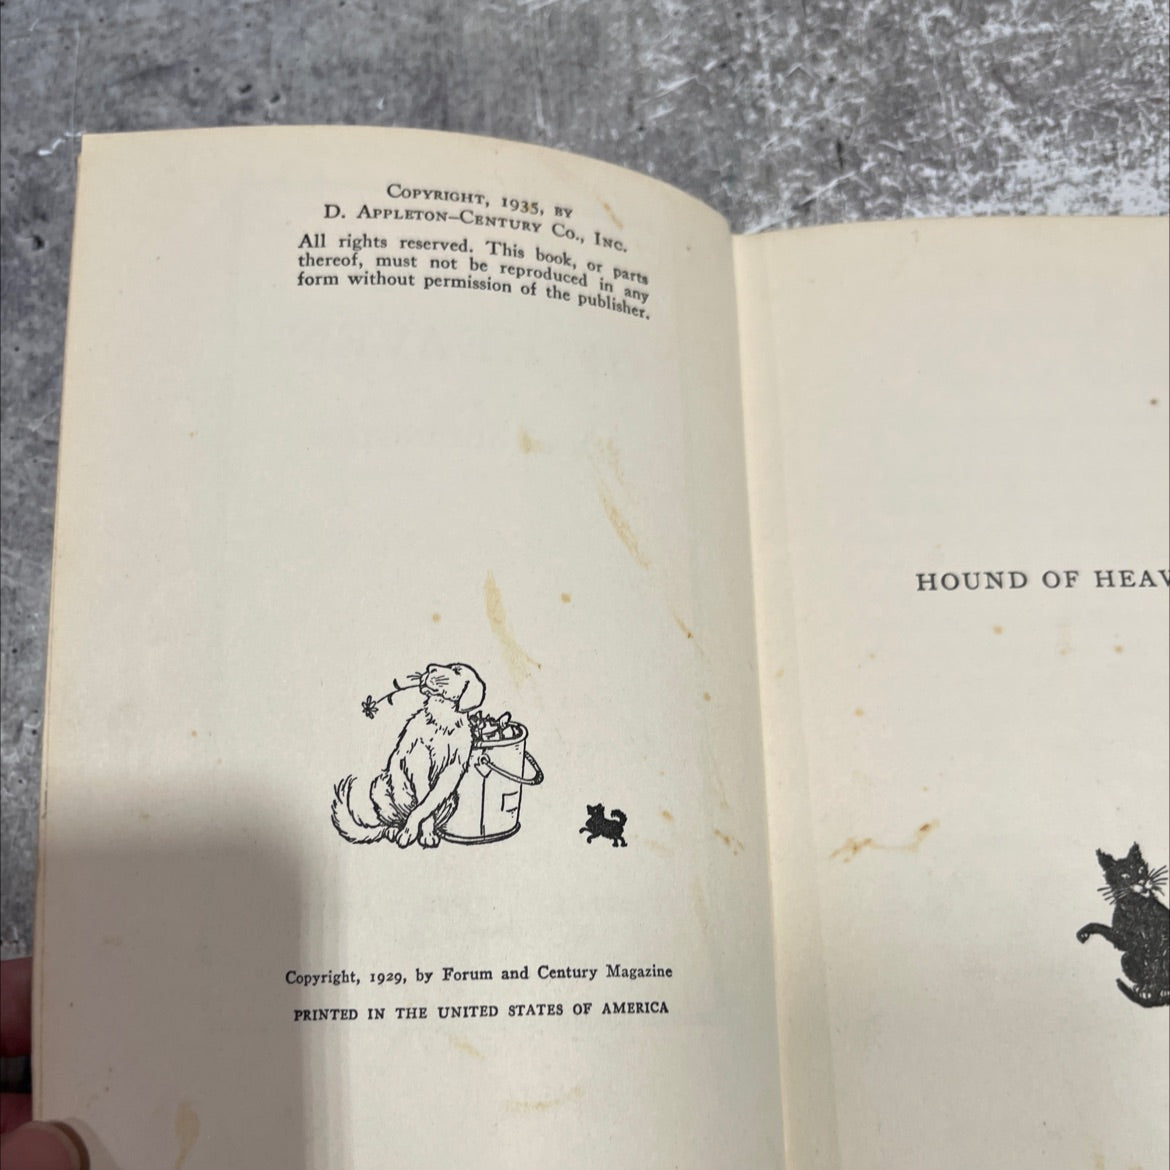 COPYRIGHT, 1935, BY
D. APPLETON–CENTURY CO., INC.
All rights reserved. This book, or parts
thereof, must not be reproduced in any
form without permission of the publisher.
Copyright, 1929, by Forum and Century Magazine
PRINTED IN THE UNITED STATES OF AMERICA
HOUND OF HEAV